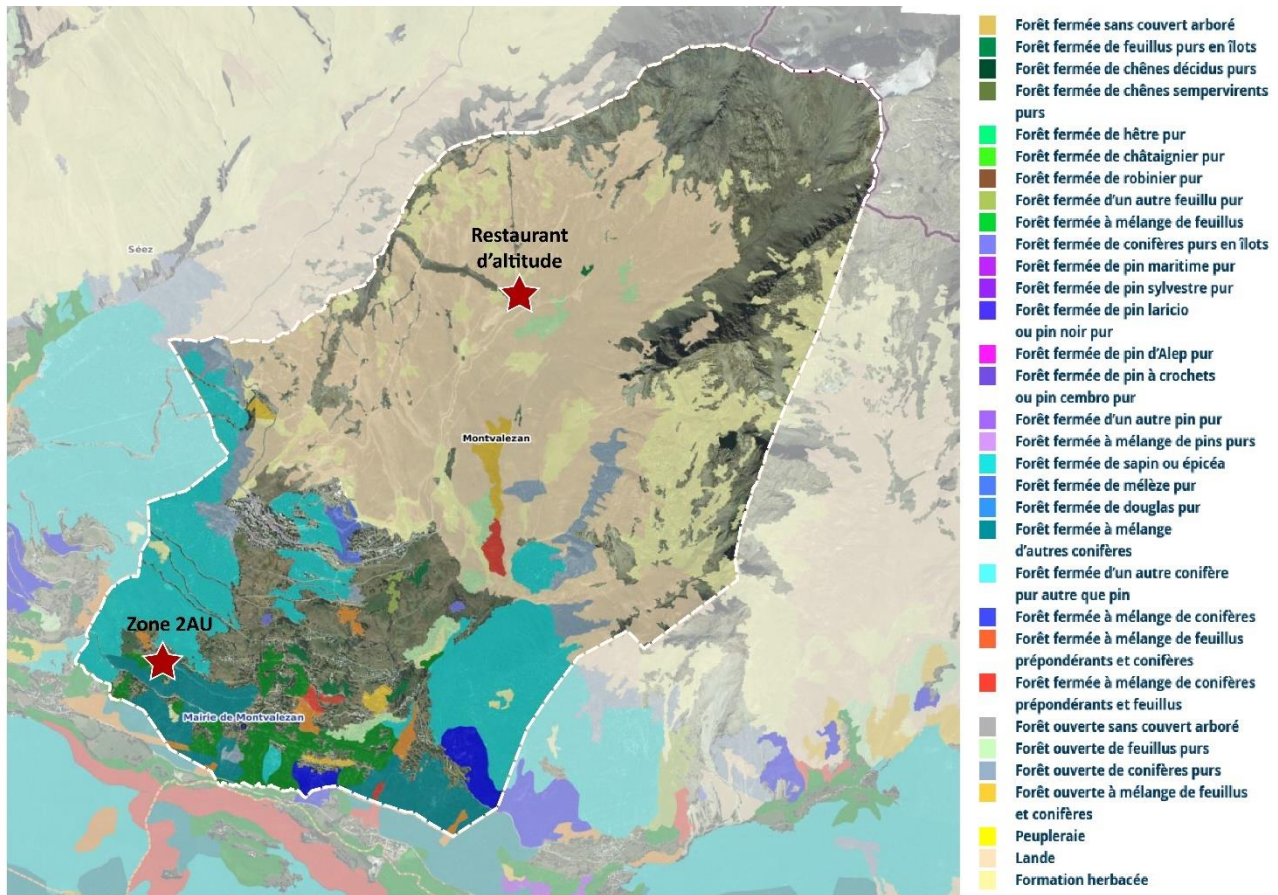 Séez
Restaurant
d'altitude
Montvalezan
Zone 2AU
Mairie de Montvalezan
Forêt fermée sans couvert arboré
Forêt fermée de feuillus purs en îlots
Forêt fermée de chênes décidus purs
Forêt fermée de chênes sempervirents
purs
Forêt fermée de hêtre pur
Forêt fermée de châtaignier pur
Forêt fermée de robinier pur
Forêt fermée d'un autre feuillu pur
Forêt fermée à mélange de feuillus
Forêt fermée de conifères purs en îlots
Forêt fermée de pin maritime pur
Forêt fermée de pin sylvestre pur
Forêt fermée de pin laricio
ou pin noir pur
Forêt fermée de pin d'Alep pur
Forêt fermée de pin à crochets
ou pin cembro pur
Forêt fermée d'un autre pin pur
Forêt fermée à mélange de pins purs
Forêt fermée de sapin ou épicéa
Forêt fermée de mélèze pur
Forêt fermée de douglas pur
Forêt fermée à mélange
d'autres conifères
Forêt fermée d'un autre conifère
pur autre que pin
Forêt fermée à mélange de conifères
Forêt fermée à mélange de feuillus
prépondérants et conifères
Forêt fermée à mélange de conifères
prépondérants et feuillus
Forêt ouverte sans couvert arboré
Forêt ouverte de feuillus purs
Forêt ouverte de conifères purs
Forêt ouverte à mélange de feuillus
et conifères
Peupleraie
Lande
Formation herbacée